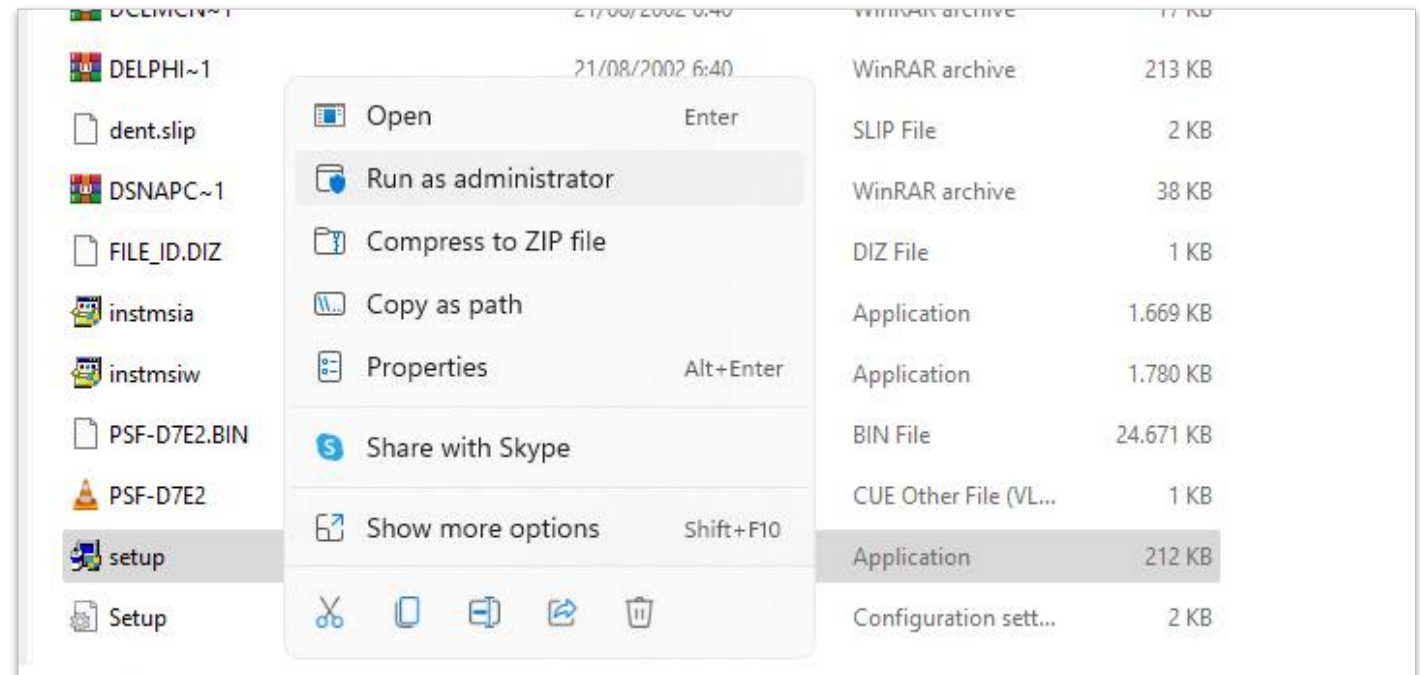 DELPHI~1 21/08/2002 6:40 WinRAR archive 213 KB
Open Enter
dent.slip SLIP File 2 KB
Run as administrator
DSNAPC~1 WinRAR archive 38 KB
Compress to ZIP file
FILE_ID.DIZ DIZ File 1 KB
Copy as path
instmsia Application 1.669 KB
Properties Alt+Enter
instmsiw Application 1.780 KB
PSF-D7E2.BIN BIN File 24.671 KB
Share with Skype
PSF-D7E2 CUE Other File (VL... 1 KB
Show more options Shift+F10
setup Application 212 KB
Setup Configuration sett... 2 KB